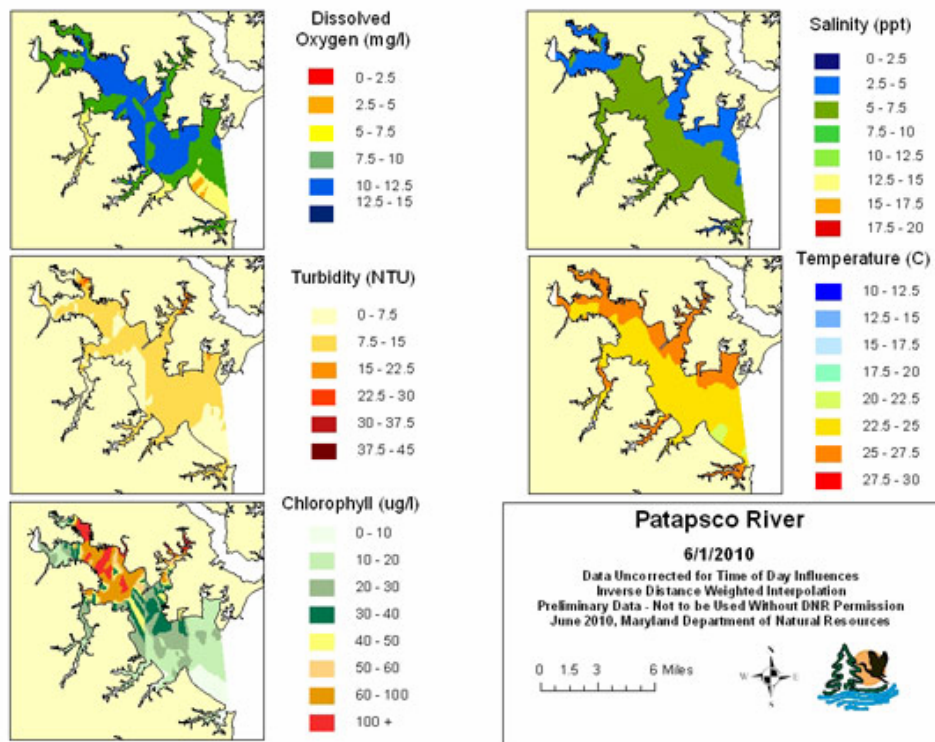 Dissolved
Oxygen (mg/l)
0 - 2.5
2.5 - 5
5 - 7.5
7.5 - 10
10 - 12.5
12.5 - 15
Salinity (ppt)
0 - 2.5
2.5 - 5
5 - 7.5
7.5 - 10
10 - 12.5
12.5 - 15
15 - 17.5
17.5 - 20
Turbidity (NTU)
0 - 7.5
7.5 - 15
15 - 22.5
22.5 - 30
30 - 37.5
37.5 - 45
Temperature (C)
10 - 12.5
12.5 - 15
15 - 17.5
17.5 - 20
20 - 22.5
22.5 - 25
25 - 27.5
27.5 - 30
Chlorophyll (ug/l)
0 - 10
10 - 20
20 - 30
30 - 40
40 - 50
50 - 60
60 - 100
100 +
Patapsco River
6/1/2010
Data Uncorrected for Time of Day Influences
Inverse Distance Weighted Interpolation
Preliminary Data - Not to be Used Without DNR Permission
June 2010, Maryland Department of Natural Resources
0 1.5 3 6 Miles
N
W E
S